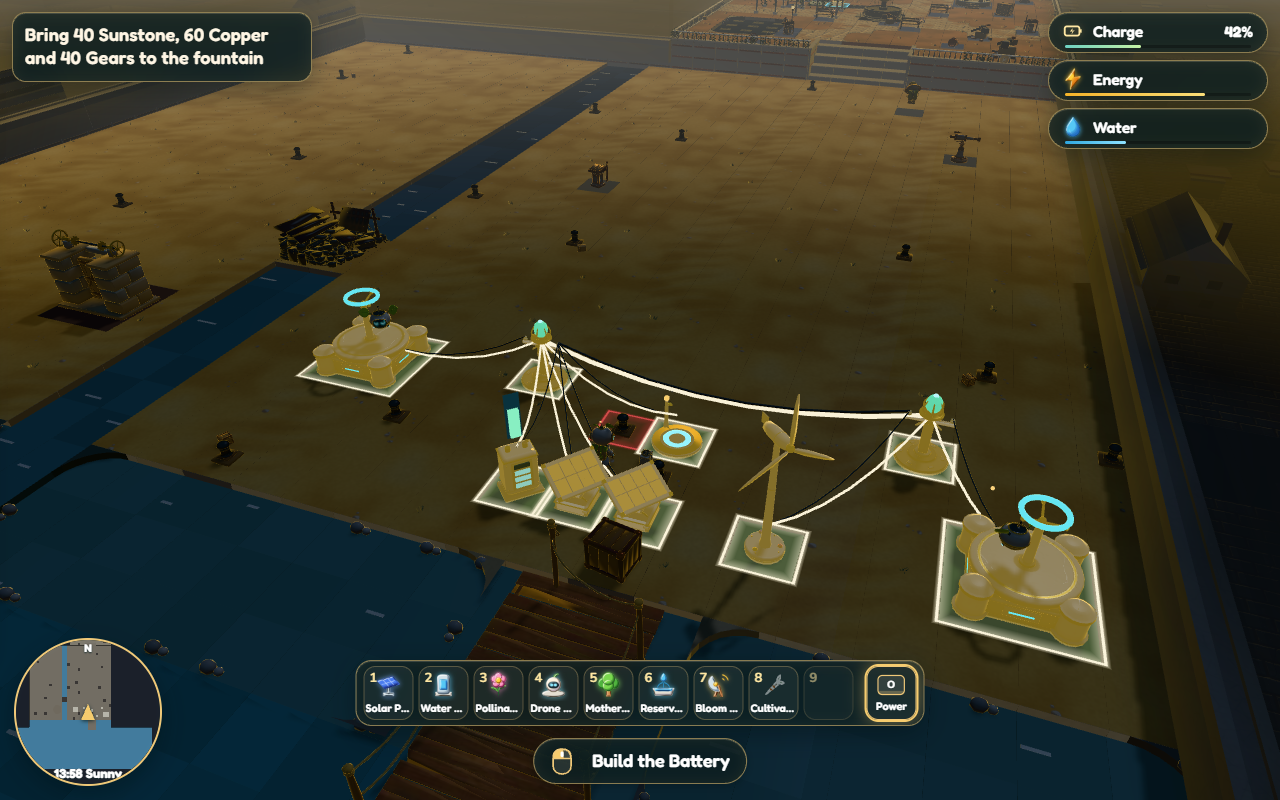 Bring 40 Sunstone, 60 Copper
and 40 Gears to the fountain
Charge 42%
Energy
Water
N
13:58 Sunny
1 2 3 4 5 6 7 8 9 0
Solar P... Water ... Pollina... Drone ... Mother... Reserv... Bloom ... Cultiva... Power
Build the Battery